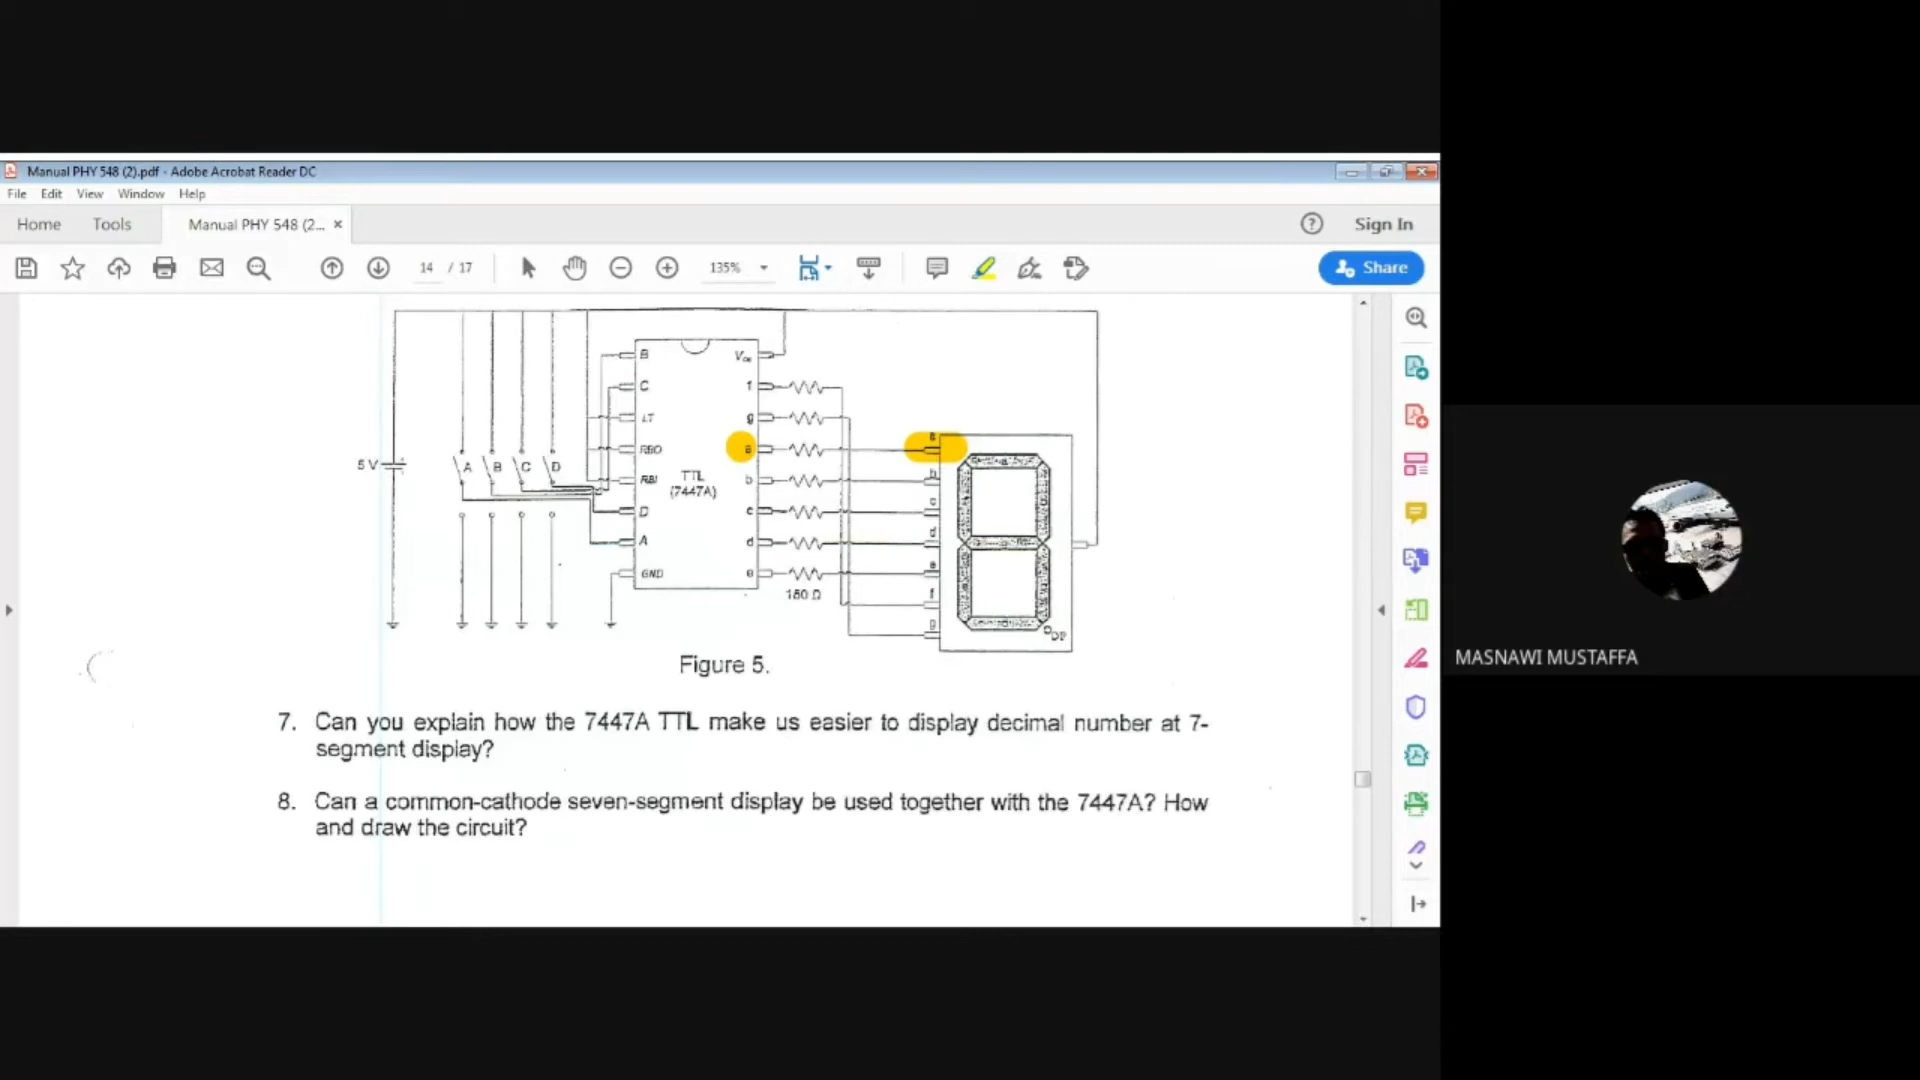 Manual PHY 548 (2).pdf - Adobe Acrobat Reader DC
File Edit View Window Help
Home Tools Manual PHY 548 (2... × Sign In
14 / 17 135% Share
B Vcc
C f
LT g
RBO a
RBI TTL b
(7447A)
D c
A d
GND e
150 Ω
5 V
A B C D
a
b
c
d
e
f
g
DP
Figure 5.
7. Can you explain how the 7447A TTL make us easier to display decimal number at 7-
segment display?
8. Can a common-cathode seven-segment display be used together with the 7447A? How
and draw the circuit?
MASNAWI MUSTAFFA